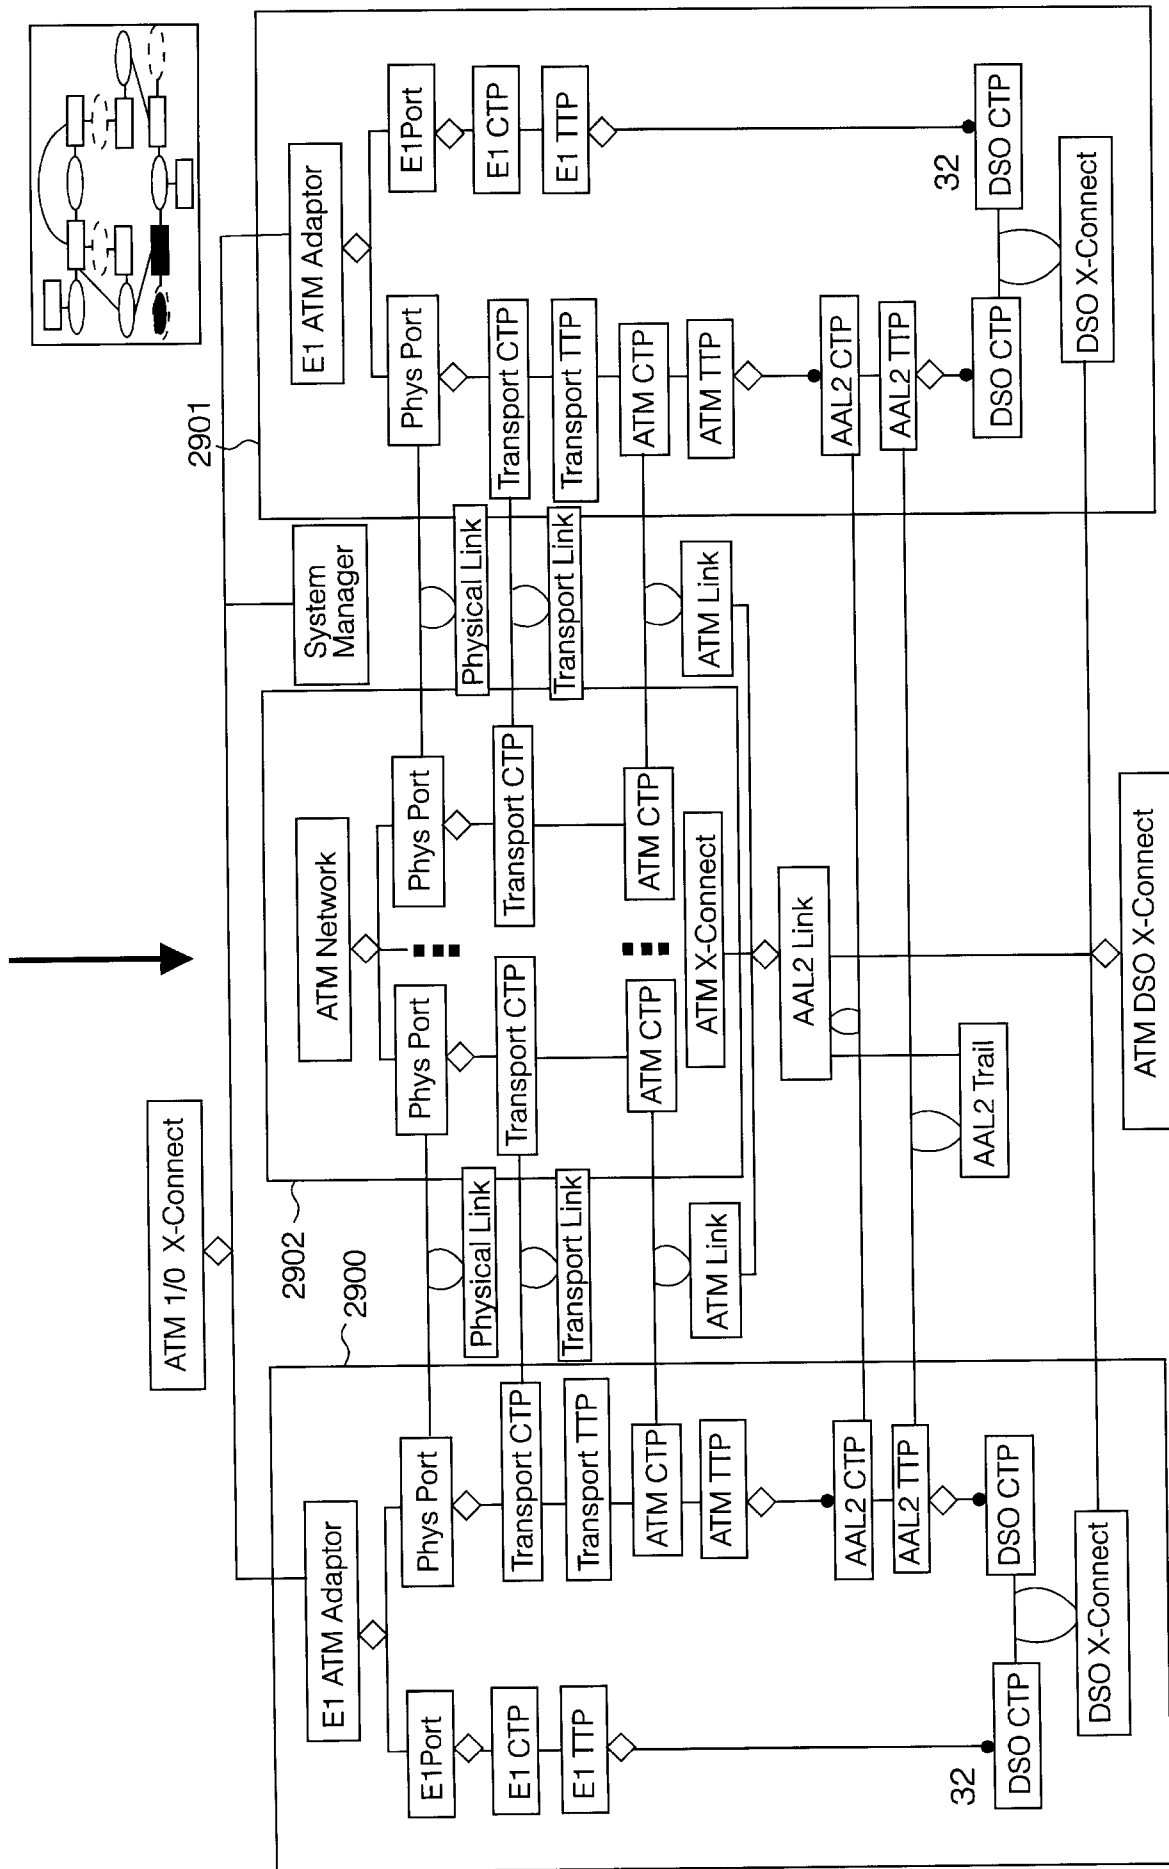 ATM 1/0 X-Connect
2901
2902
2900
System
Manager
E1 ATM Adaptor
ATM Network
E1 ATM Adaptor
E1Port
Phys Port
Phys Port
Phys Port
Phys Port
E1Port
Physical Link
Physical Link
E1 CTP
Transport CTP
Transport CTP
Transport CTP
Transport CTP
E1 CTP
Transport Link
Transport Link
E1 TTP
Transport TTP
Transport TTP
E1 TTP
ATM CTP
ATM CTP
ATM CTP
ATM CTP
ATM TTP
ATM Link
ATM X-Connect
ATM Link
ATM TTP
AAL2 CTP
AAL2 Link
AAL2 CTP
AAL2 TTP
AAL2 TTP
32
32
DSO CTP
DSO CTP
AAL2 Trail
DSO CTP
DSO CTP
DSO X-Connect
DSO X-Connect
ATM DSO X-Connect